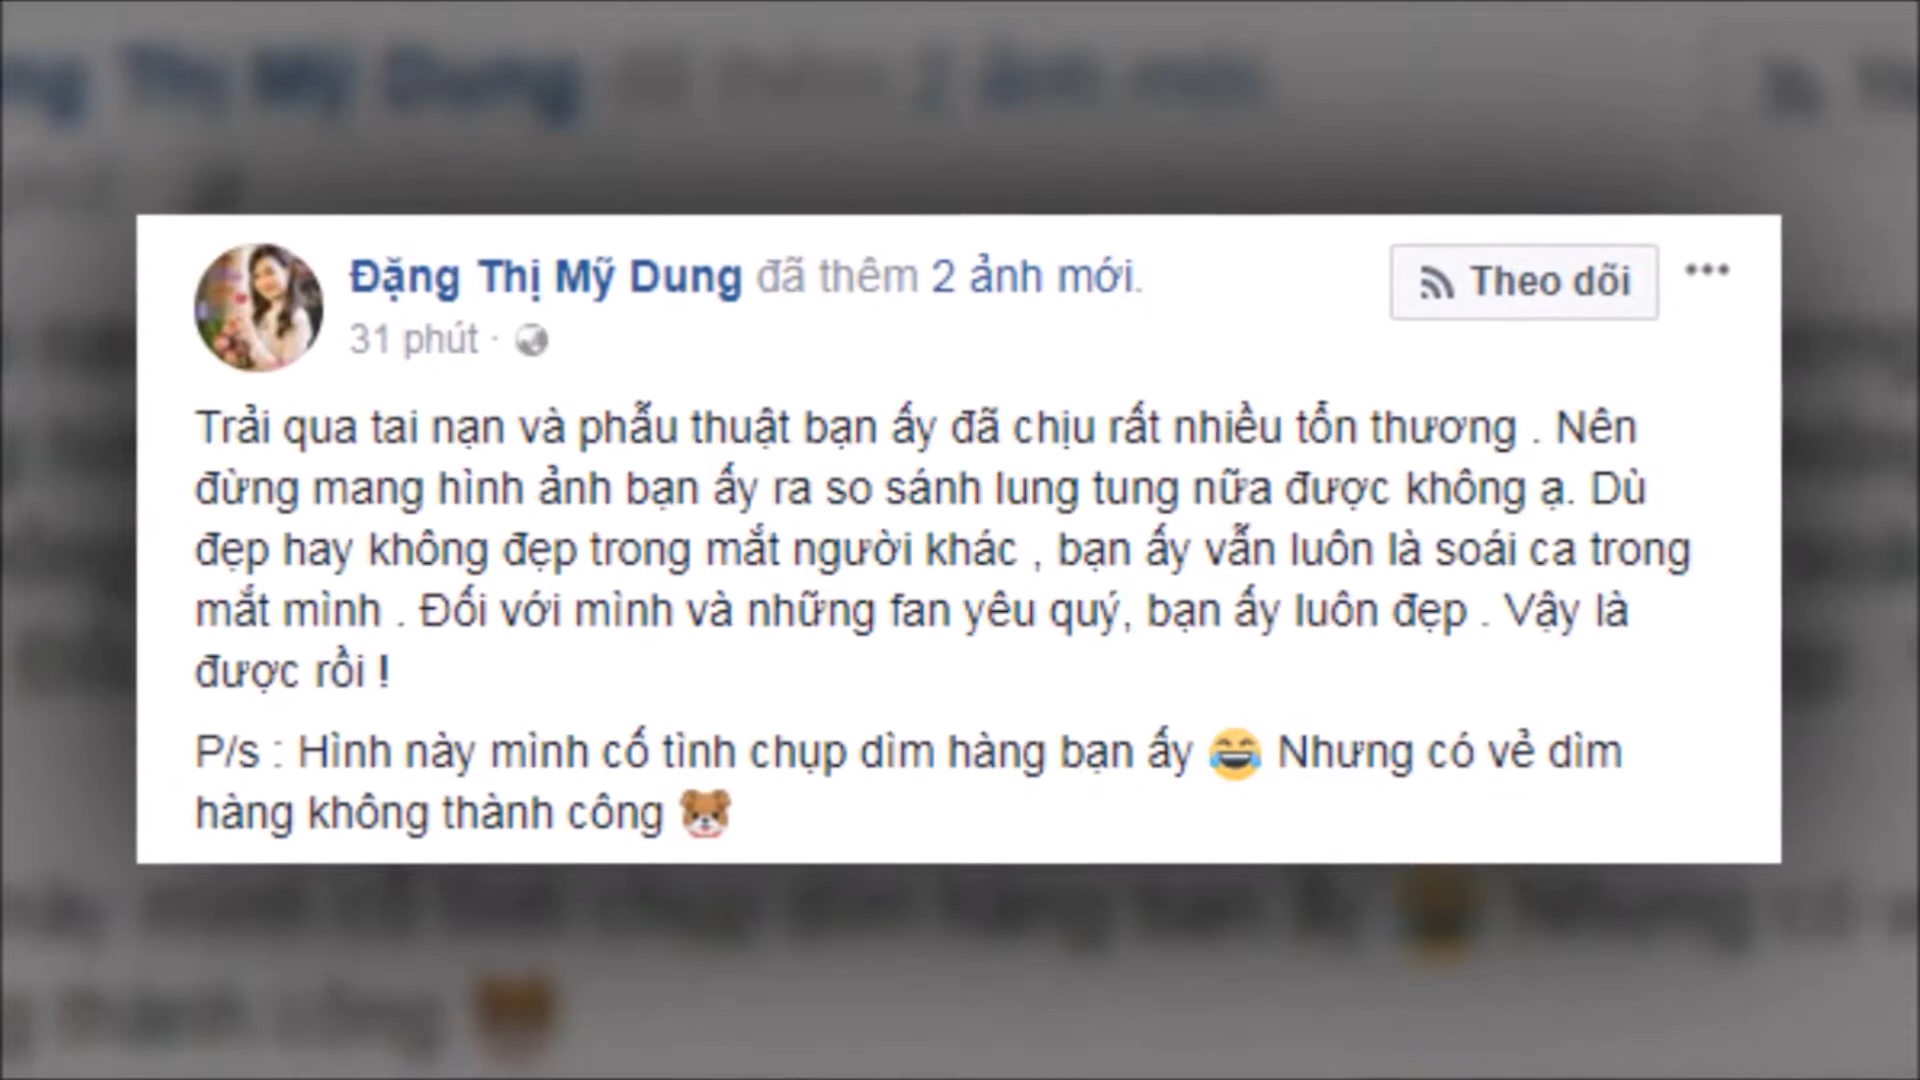 Đặng Thị Mỹ Dung đã thêm 2 ảnh mới.
Theo dõi
31 phút ·
Trải qua tai nạn và phẫu thuật bạn ấy đã chịu rất nhiều tổn thương . Nên
đừng mang hình ảnh bạn ấy ra so sánh lung tung nữa được không ạ. Dù
đẹp hay không đẹp trong mắt người khác , bạn ấy vẫn luôn là soái ca trong
mắt mình . Đối với mình và những fan yêu quý, bạn ấy luôn đẹp . Vậy là
được rồi !
P/s : Hình này mình cố tình chụp dìm hàng bạn ấy 😂 Nhưng có vẻ dìm
hàng không thành công 🐶